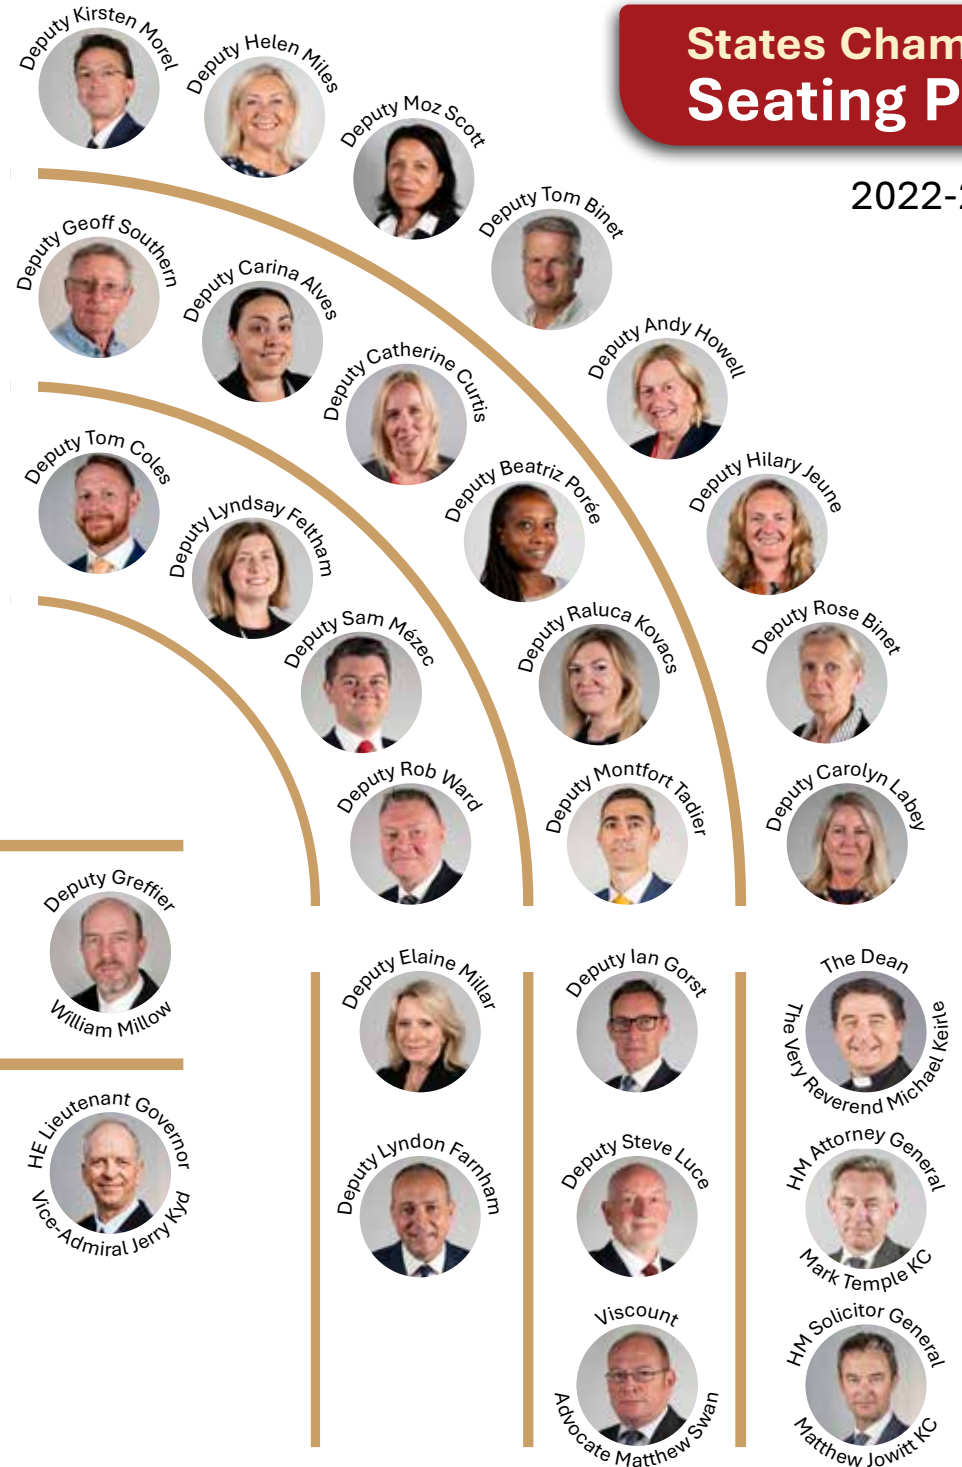 States Cham
Seating P
2022-2
Deputy Kirsten Morel
Deputy Helen Miles
Deputy Moz Scott
Deputy Tom Binet
Deputy Andy Howell
Deputy Hilary Jeune
Deputy Rose Binet
Deputy Carolyn Labey
Deputy Geoff Southern
Deputy Carina Alves
Deputy Catherine Curtis
Deputy Beatriz Porée
Deputy Raluca Kovacs
Deputy Montfort Tadier
Deputy Tom Coles
Deputy Lyndsay Feltham
Deputy Sam Mézec
Deputy Rob Ward
Deputy Greffier
William Millow
HE Lieutenant Governor
Vice-Admiral Jerry Kyd
Deputy Elaine Millar
Deputy Lyndon Farnham
Deputy Ian Gorst
Deputy Steve Luce
Viscount
Advocate Matthew Swan
The Dean
The Very Reverend Michael Keirle
HM Attorney General
Mark Temple KC
HM Solicitor General
Matthew Jowitt KC